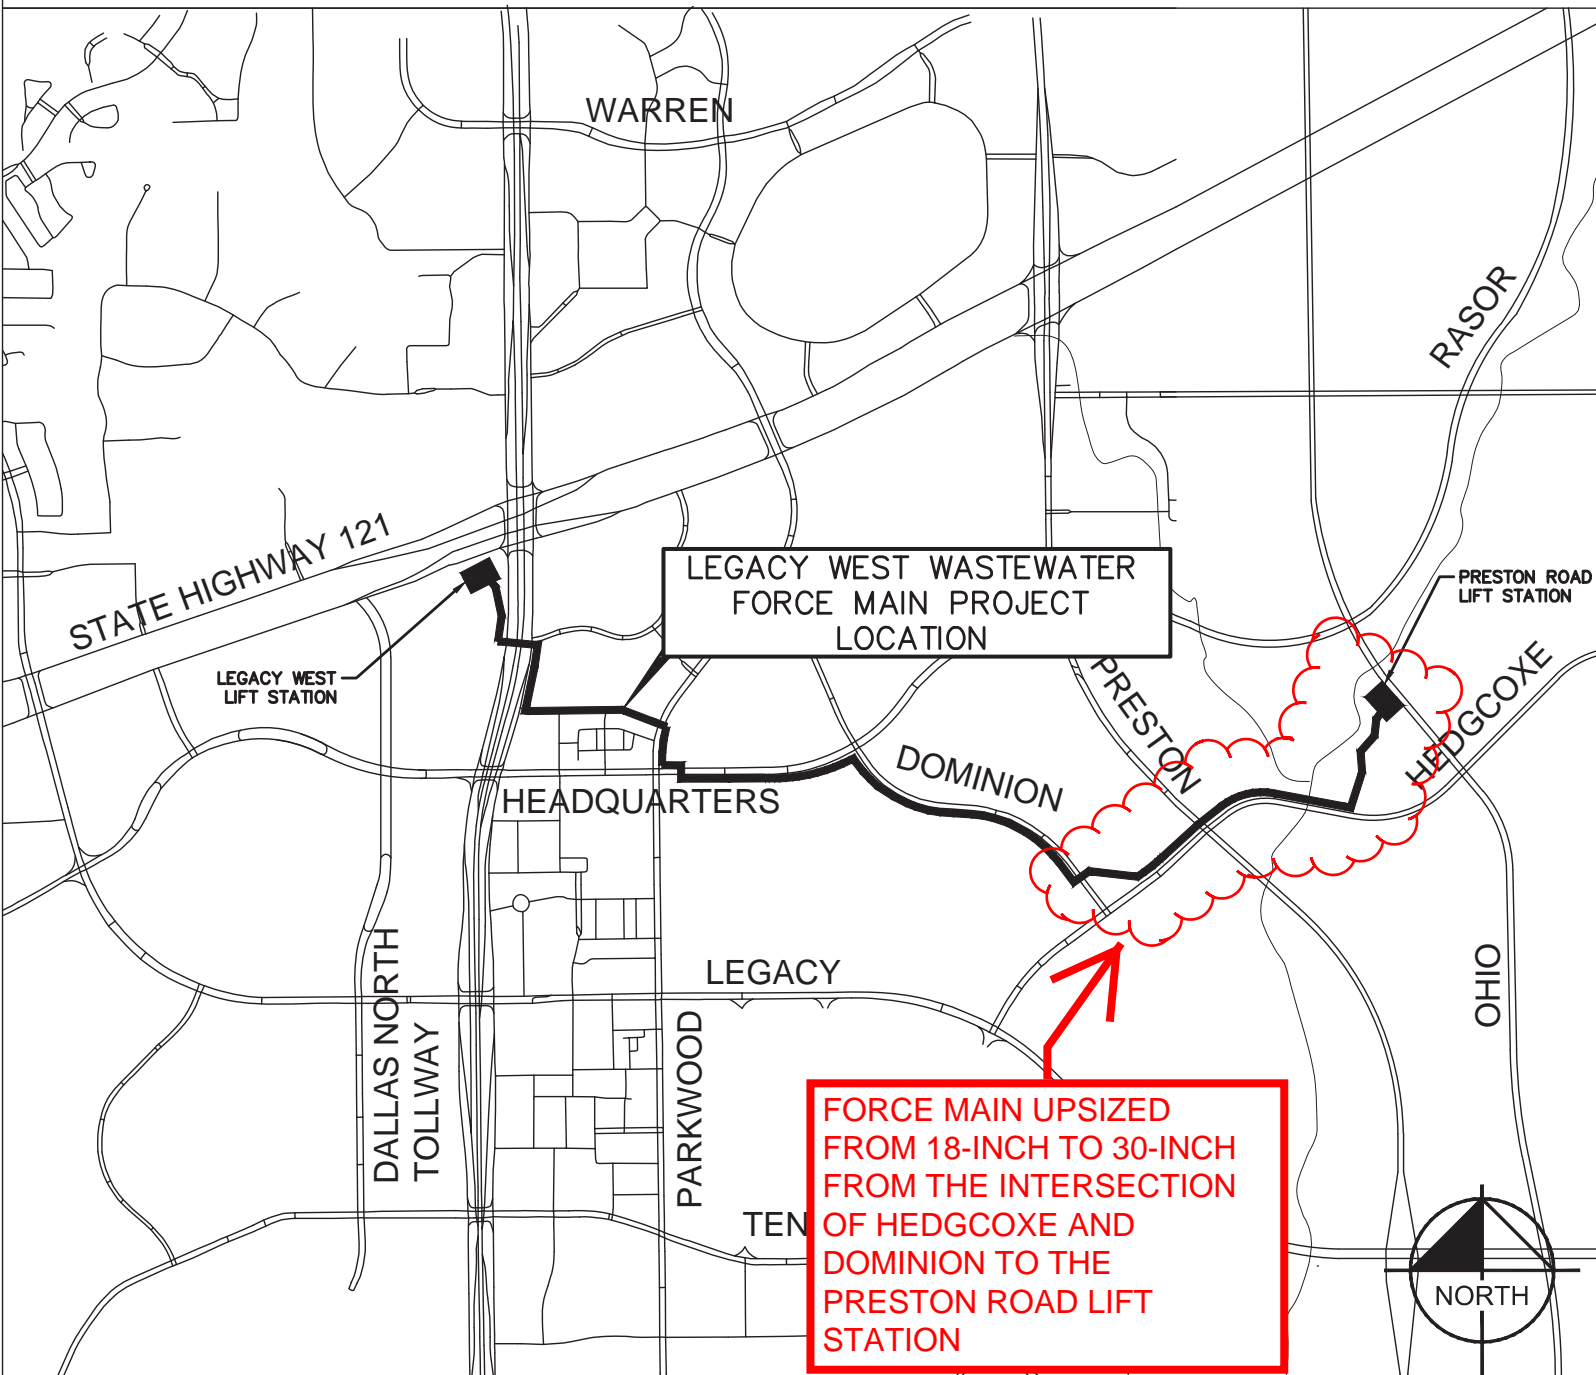 WARREN
RASOR
STATE HIGHWAY 121
LEGACY WEST WASTEWATER
FORCE MAIN PROJECT
LOCATION
PRESTON ROAD
LIFT STATION
LEGACY WEST
LIFT STATION
PRESTON
HEDGCOXE
DOMINION
HEADQUARTERS
LEGACY
DALLAS NORTH
TOLLWAY
PARKWOOD
OHIO
TEN
FORCE MAIN UPSIZED
FROM 18-INCH TO 30-INCH
FROM THE INTERSECTION
OF HEDGCOXE AND
DOMINION TO THE
PRESTON ROAD LIFT
STATION
NORTH